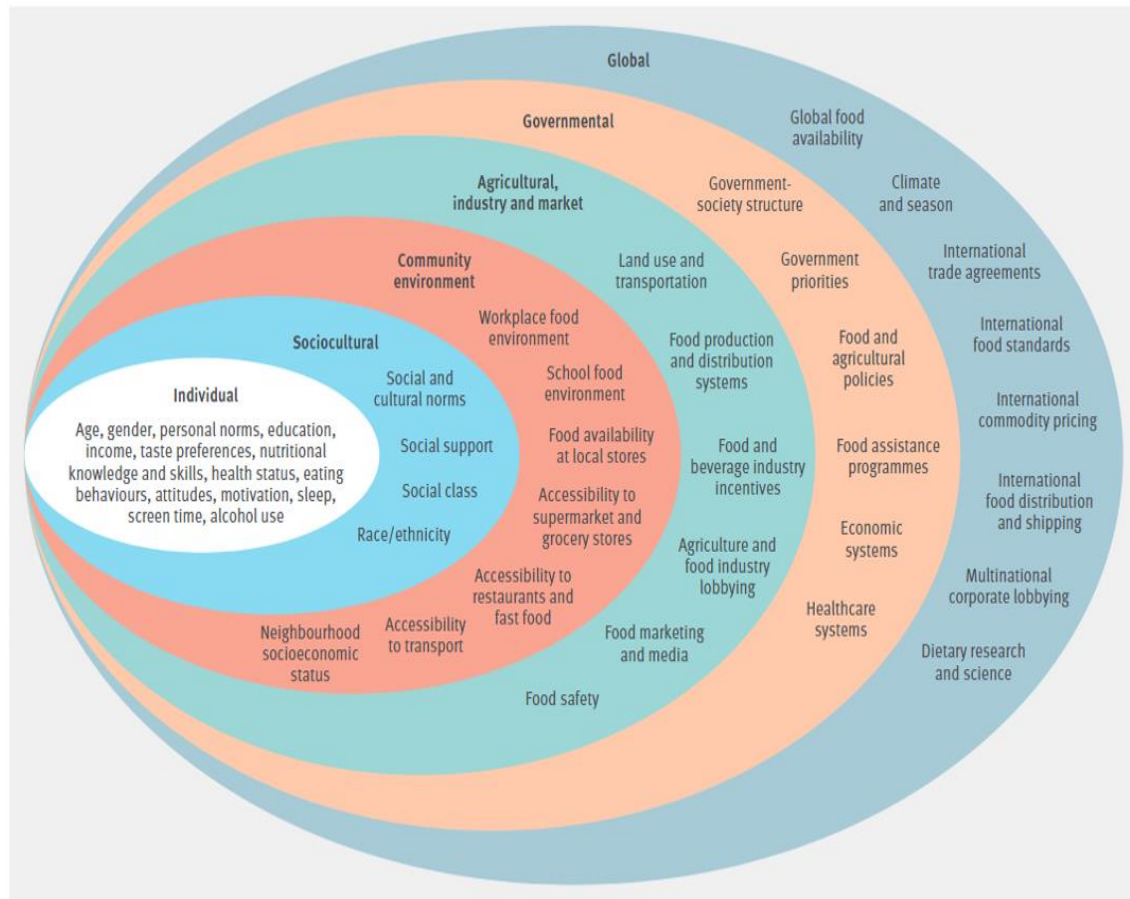 Global
Global food
availability
Climate
and season
International
trade agreements
International
food standards
International
commodity pricing
International
food distribution
and shipping
Multinational
corporate lobbying
Dietary research
and science
Governmental
Government-
society structure
Government
priorities
Food and
agricultural
policies
Food assistance
programmes
Economic
systems
Healthcare
systems
Agricultural,
industry and market
Land use and
transportation
Food production
and distribution
systems
Food and
beverage industry
incentives
Agriculture and
food industry
lobbying
Food marketing
and media
Food safety
Community
environment
Workplace food
environment
School food
environment
Food availability
at local stores
Accessibility to
supermarket and
grocery stores
Accessibility to
restaurants and
fast food
Accessibility
to transport
Neighbourhood
socioeconomic
status
Sociocultural
Social and
cultural norms
Social support
Social class
Race/ethnicity
Individual
Age, gender, personal norms, education,
income, taste preferences, nutritional
knowledge and skills, health status, eating
behaviours, attitudes, motivation, sleep,
screen time, alcohol use